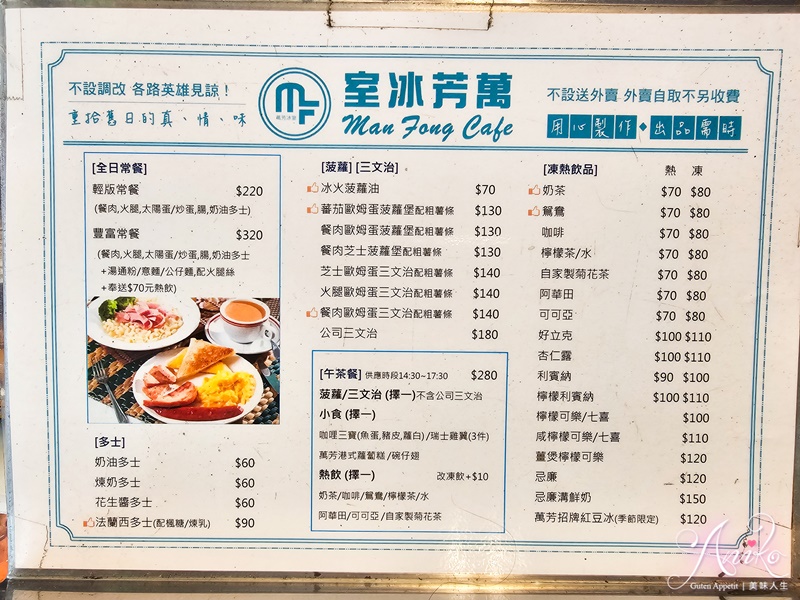 不設調改 各路英雄見諒！
重拾舊日的真、情、味
MF
萬芳冰室
室冰芳萬
Man Fong Cafe
不設送外賣 外賣自取不另收費
用心製作◆出品需時
[全日常餐]
輕版常餐 $220
(餐肉,火腿,太陽蛋/炒蛋,腸,奶油多士)
豐富常餐 $320
(餐肉,火腿,太陽蛋/炒蛋,腸,奶油多士
+湯通粉/意麵/公仔麵,配火腿絲
+奉送$70元熱飲)
[多士]
奶油多士 $60
煉奶多士 $60
花生醬多士 $60
法蘭西多士(配楓糖/煉乳) $90
[菠蘿] [三文治]
冰火菠蘿油 $70
蕃茄歐姆蛋菠蘿堡配粗薯條 $130
餐肉歐姆蛋菠蘿堡配粗薯條 $130
餐肉芝士菠蘿堡配粗薯條 $130
芝士歐姆蛋三文治配粗薯條 $140
火腿歐姆蛋三文治配粗薯條 $140
餐肉歐姆蛋三文治配粗薯條 $140
公司三文治 $180
[午茶餐] 供應時段14:30~17:30 $280
菠蘿/三文治 (擇一)不含公司三文治
小食 (擇一)
咖哩三寶(魚蛋,豬皮,蘿白)/瑞士雞翼(3件)
萬芳港式蘿蔔糕/碗仔翅
熱飲 (擇一) 改凍飲+$10
奶茶/咖啡/鴛鴦/檸檬茶/水
阿華田/可可亞/自家製菊花茶
[凍熱飲品] 熱 凍
奶茶 $70 $80
鴛鴦 $70 $80
咖啡 $70 $80
檸檬茶/水 $70 $80
自家製菊花茶 $70 $80
阿華田 $70 $80
可可亞 $70 $80
好立克 $100 $110
杏仁露 $100 $110
利賓納 $90 $100
檸檬利賓納 $100 $110
檸檬可樂/七喜 $100
咸檸檬可樂/七喜 $110
薑煲檸檬可樂 $120
忌廉 $120
忌廉溝鮮奶 $150
萬芳招牌紅豆冰(季節限定) $120
Guten Appetit | 美味人生